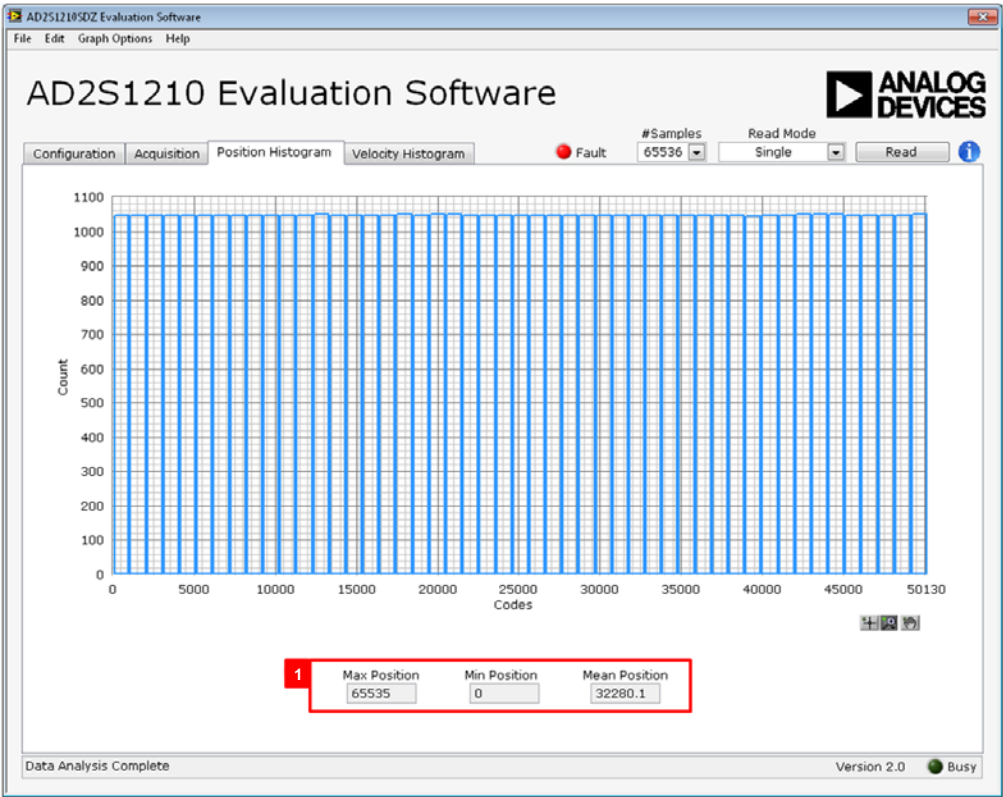 AD2S1210SDZ Evaluation Software
File Edit Graph Options Help
AD2S1210 Evaluation Software
ANALOG
DEVICES
#Samples Read Mode
Configuration Acquisition Position Histogram Velocity Histogram Fault 65536 Single Read i
1100
1000
900
800
700
600
500
400
300
200
100
0
Count
0 5000 10000 15000 20000 25000 30000 35000 40000 45000 50130
Codes
1 Max Position Min Position Mean Position
65535 0 32280.1
Data Analysis Complete Version 2.0 Busy